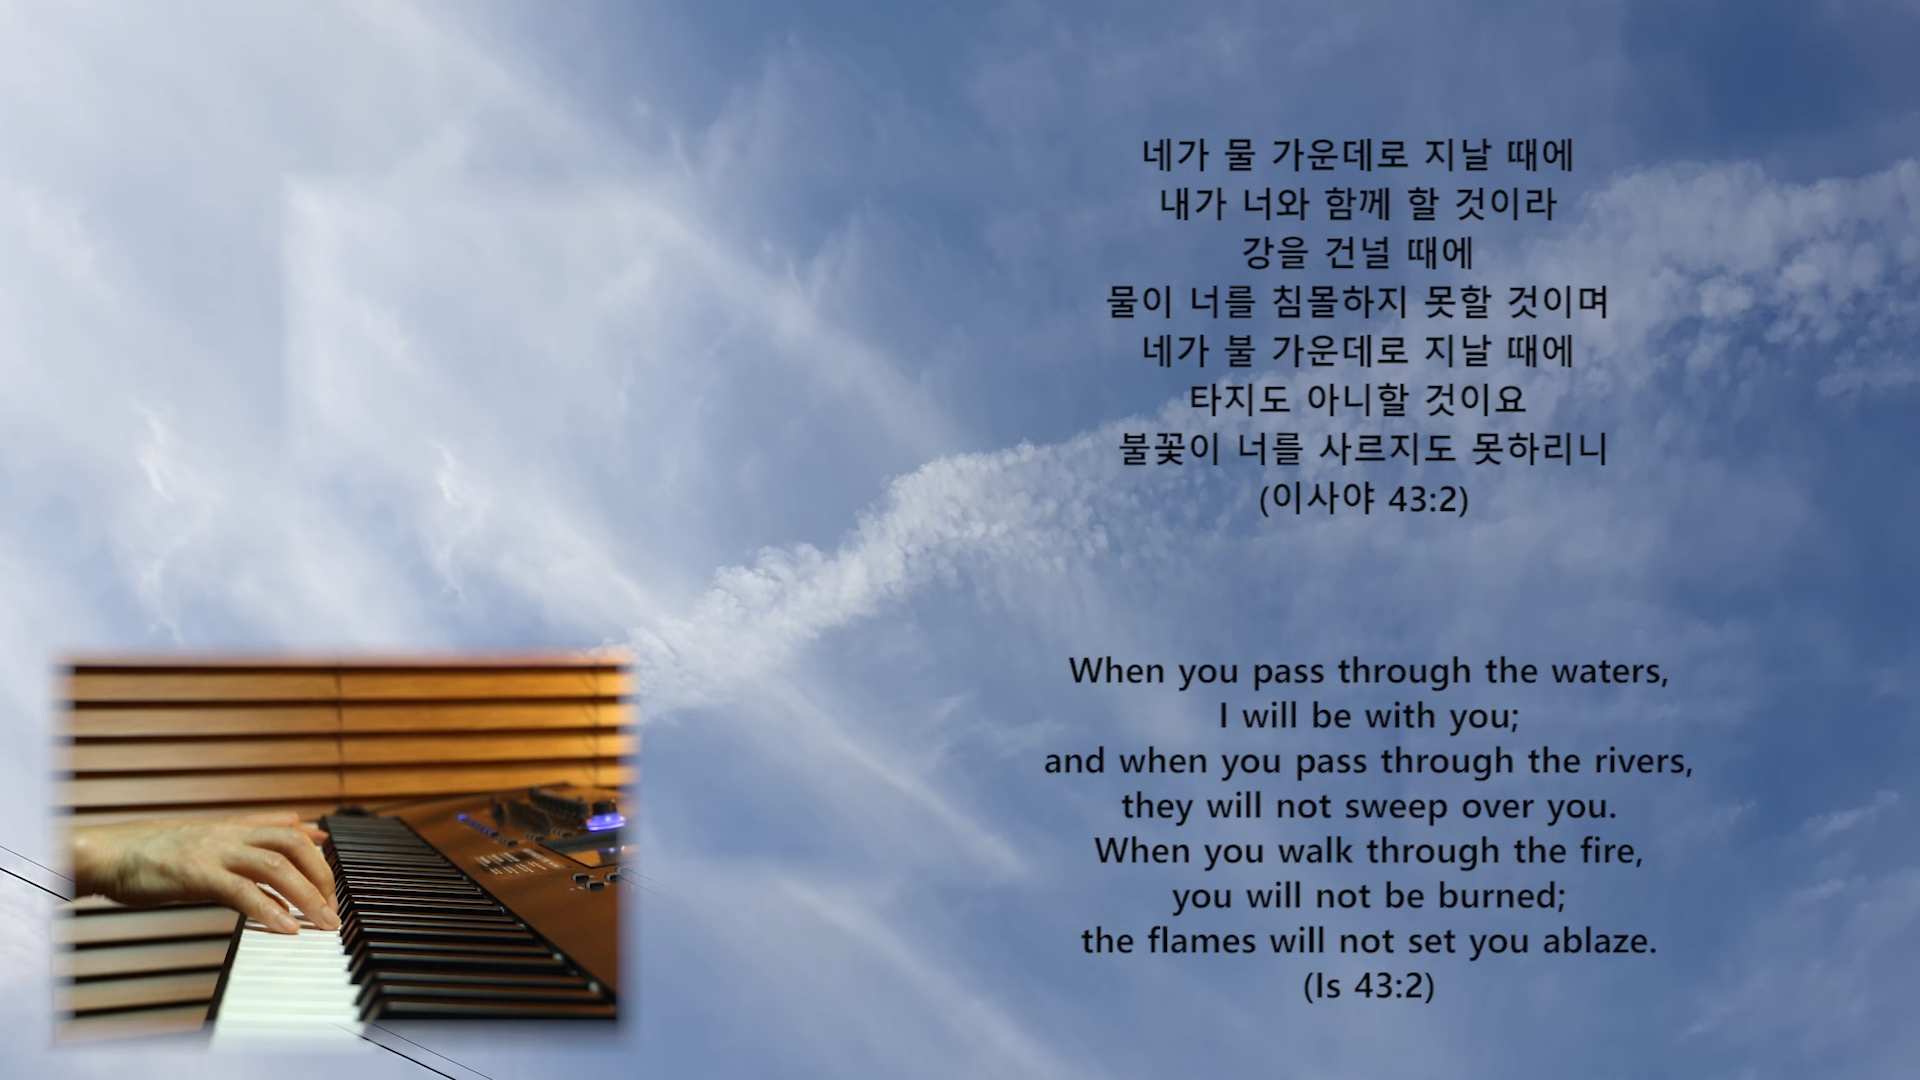 네가 물 가운데로 지날 때에
내가 너와 함께 할 것이라
강을 건널 때에
물이 너를 침몰하지 못할 것이며
네가 불 가운데로 지날 때에
타지도 아니할 것이요
불꽃이 너를 사르지도 못하리니
(이사야 43:2)
When you pass through the waters,
I will be with you;
and when you pass through the rivers,
they will not sweep over you.
When you walk through the fire,
you will not be burned;
the flames will not set you ablaze.
(Is 43:2)